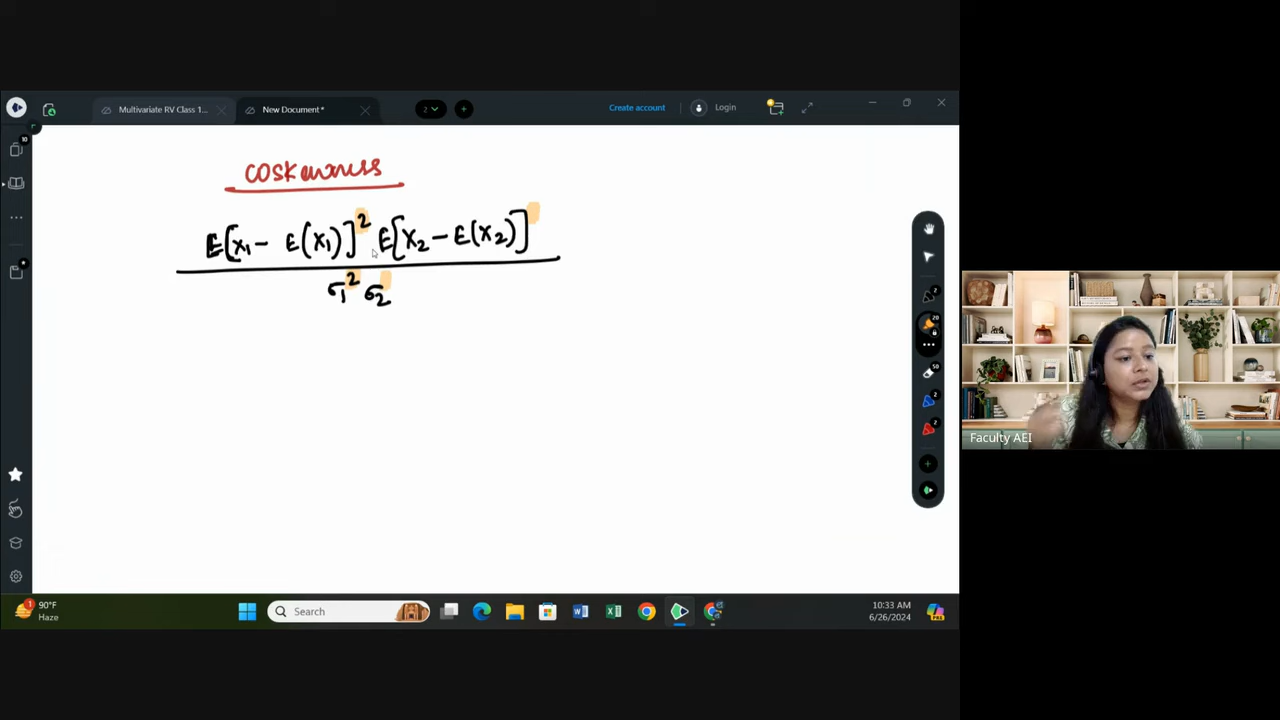 Multivariate RV Class 1...
New Document*
2
Create account
Login
coskewness
E[X₁ - E(X₁)]² E[X₂ - E(X₂)]
σ₁² σ₂
Faculty AEI
90°F
Haze
Search
10:33 AM
6/26/2024